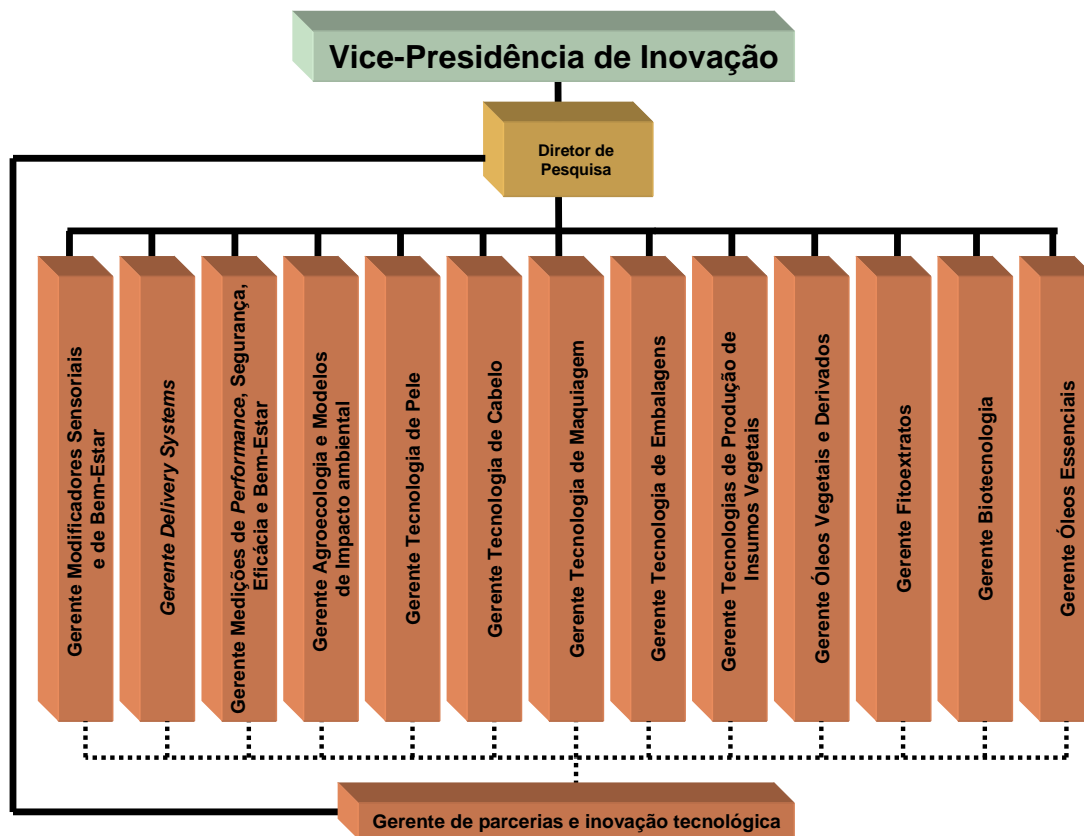 Vice-Presidência de Inovação
Diretor de
Pesquisa
Gerente Modificadores Sensoriais
e de Bem-Estar
Gerente Delivery Systems
Gerente Medições de Performance, Segurança,
Eficácia e Bem-Estar
Gerente Agroecologia e Modelos
de Impacto ambiental
Gerente Tecnologia de Pele
Gerente Tecnologia de Cabelo
Gerente Tecnologia de Maquiagem
Gerente Tecnologia de Embalagens
Gerente Tecnologias de Produção de
Insumos Vegetais
Gerente Óleos Vegetais e Derivados
Gerente Fitoextratos
Gerente Biotecnologia
Gerente Óleos Essenciais
Gerente de parcerias e inovação tecnológica